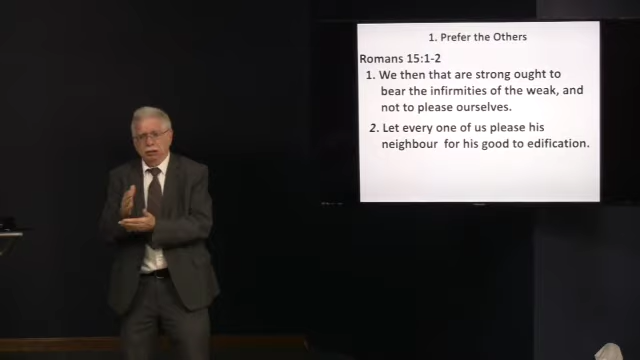 1. Prefer the Others
Romans 15:1-2
1. We then that are strong ought to
bear the infirmities of the weak, and
not to please ourselves.
2. Let every one of us please his
neighbour for his good to edification.